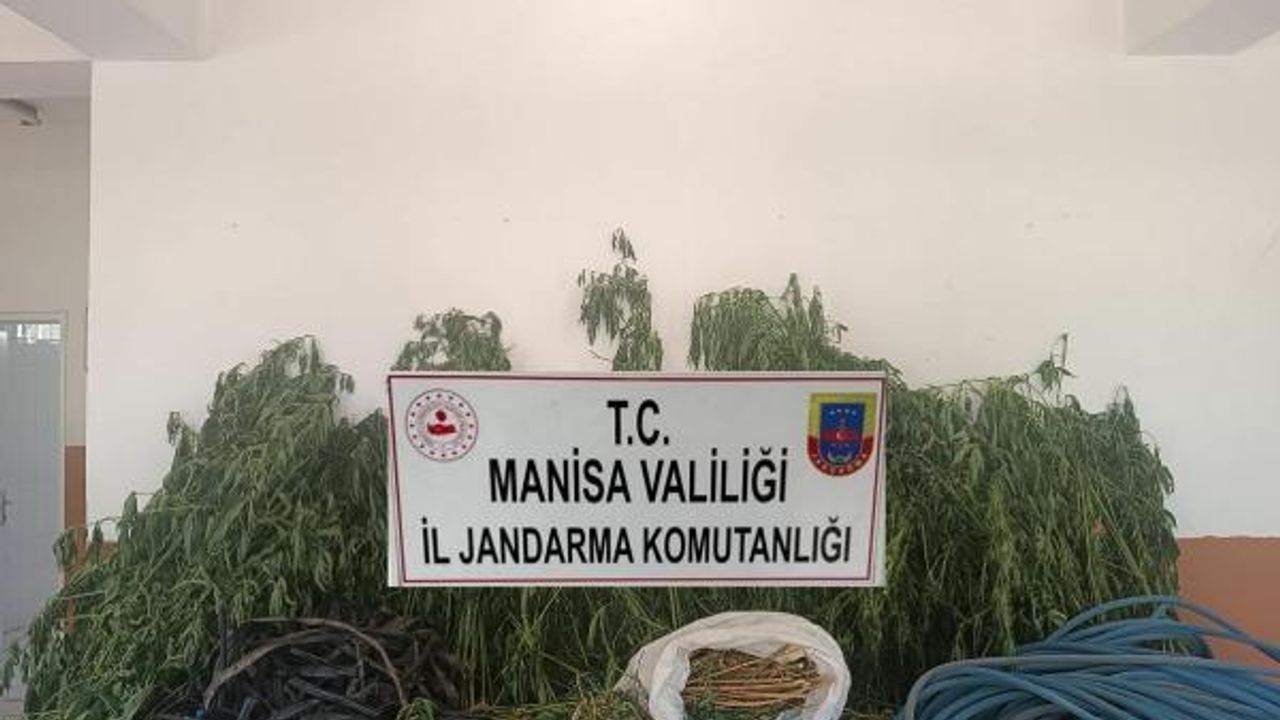 T.C.
MANİSA VALİLİĞİ
İL JANDARMA KOMUTANLIĞI